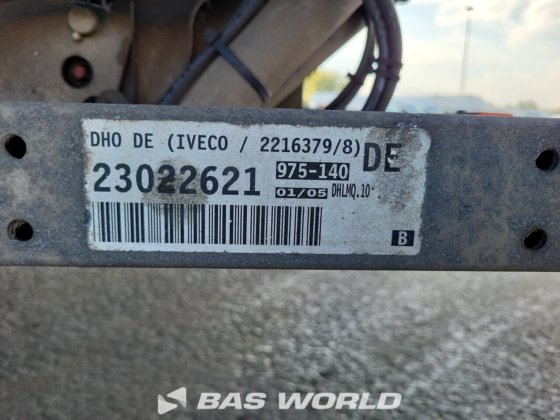 DHO DE (IVECO / 2216379/8) DE
23022621 975-140
01/05 DHLMQ.10
B
BAS WORLD